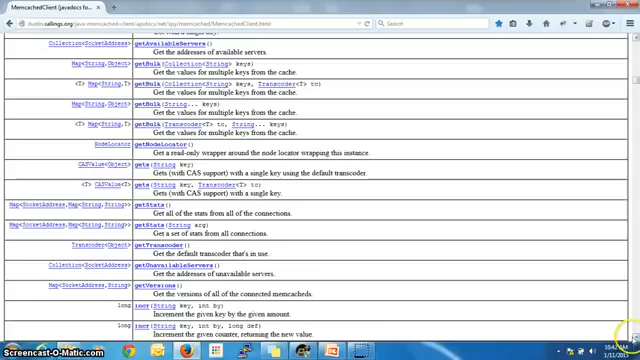 MemcachedClient (javadocs for ja...
dustin.sallings.org/java-memcached-client/apidocs/net/spy/memcached/MemcachedClient.html
Collection<SocketAddress> getAvailableServers()
Get the addresses of available servers.
Map<String,Object> getBulk(Collection<String> keys)
Get the values for multiple keys from the cache.
<T> Map<String,T> getBulk(Collection<String> keys, Transcoder<T> tc)
Get the values for multiple keys from the cache.
Map<String,Object> getBulk(String... keys)
Get the values for multiple keys from the cache.
<T> Map<String,T> getBulk(Transcoder<T> tc, String... keys)
Get the values for multiple keys from the cache.
NodeLocator getNodeLocator()
Get a read-only wrapper around the node locator wrapping this instance.
CASValue<Object> gets(String key)
Gets (with CAS support) with a single key using the default transcoder.
<T> CASValue<T> gets(String key, Transcoder<T> tc)
Gets (with CAS support) with a single key.
Map<SocketAddress,Map<String,String>> getStats()
Get all of the stats from all of the connections.
Map<SocketAddress,Map<String,String>> getStats(String arg)
Get a set of stats from all connections.
Transcoder<Object> getTranscoder()
Get the default transcoder that's in use.
Collection<SocketAddress> getUnavailableServers()
Get the addresses of unavailable servers.
Map<SocketAddress,String> getVersions()
Get the versions of all of the connected memcacheds.
long incr(String key, int by)
Increment the given key by the given amount.
long incr(String key, int by, long def)
Increment the given counter, returning the new value.
Screencast-O-Matic.com